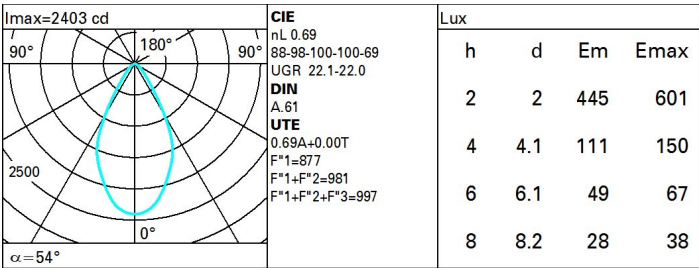 Imax=2403 cd
90°
180°
90°
2500
0°
α=54°
CIE
nL 0.69
88-98-100-100-69
UGR 22.1-22.0
DIN
A.61
UTE
0.69A+0.00T
F"1=877
F"1+F"2=981
F"1+F"2+F"3=997
Lux
h d Em Emax
2 2 445 601
4 4.1 111 150
6 6.1 49 67
8 8.2 28 38